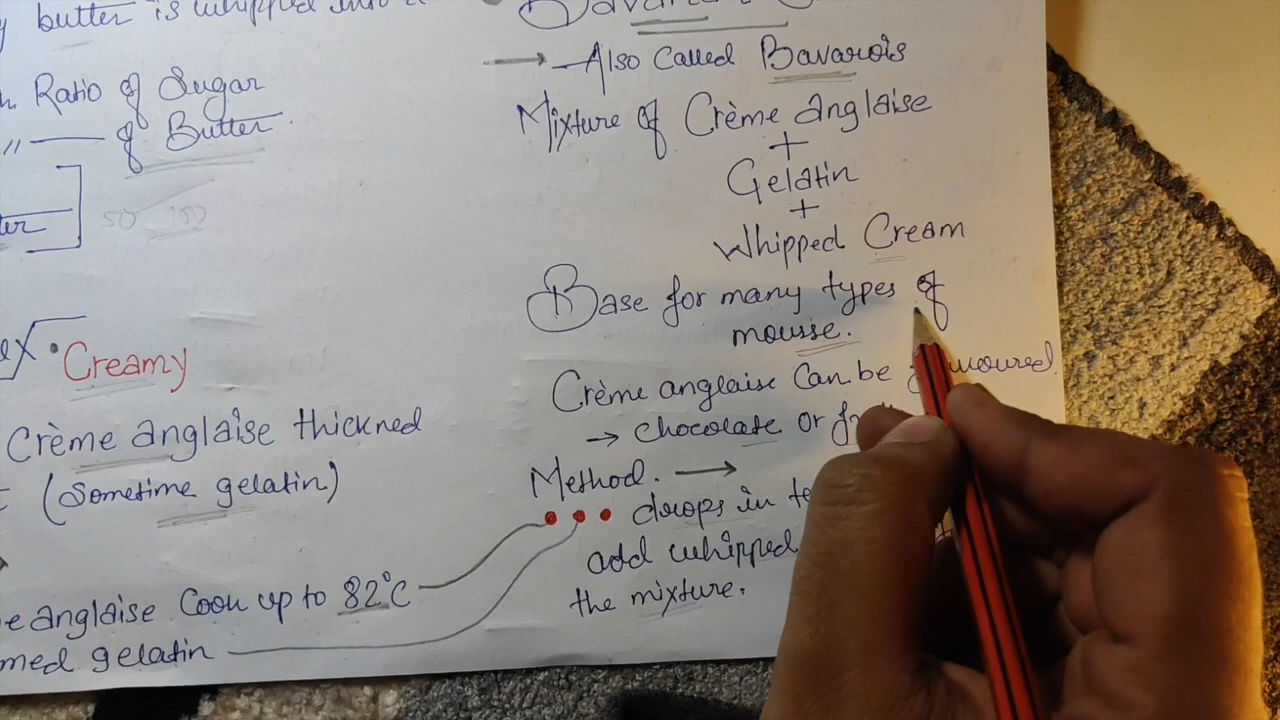 butter is whipped into
Ratio of Sugar
〃 — of Butter.
50 100
Creamy
Crème anglaise thickned
(Sometime gelatin)
anglaise Cook up to 82°C
gelatin
→ Also Called Bavarois
Mixture of Crème anglaise
+
Gelatin
+
Whipped Cream
Base for many types of
mousse.
Crème anglaise Can be
→ chocolate or
Method. →
drops in
add whipped
the mixture.